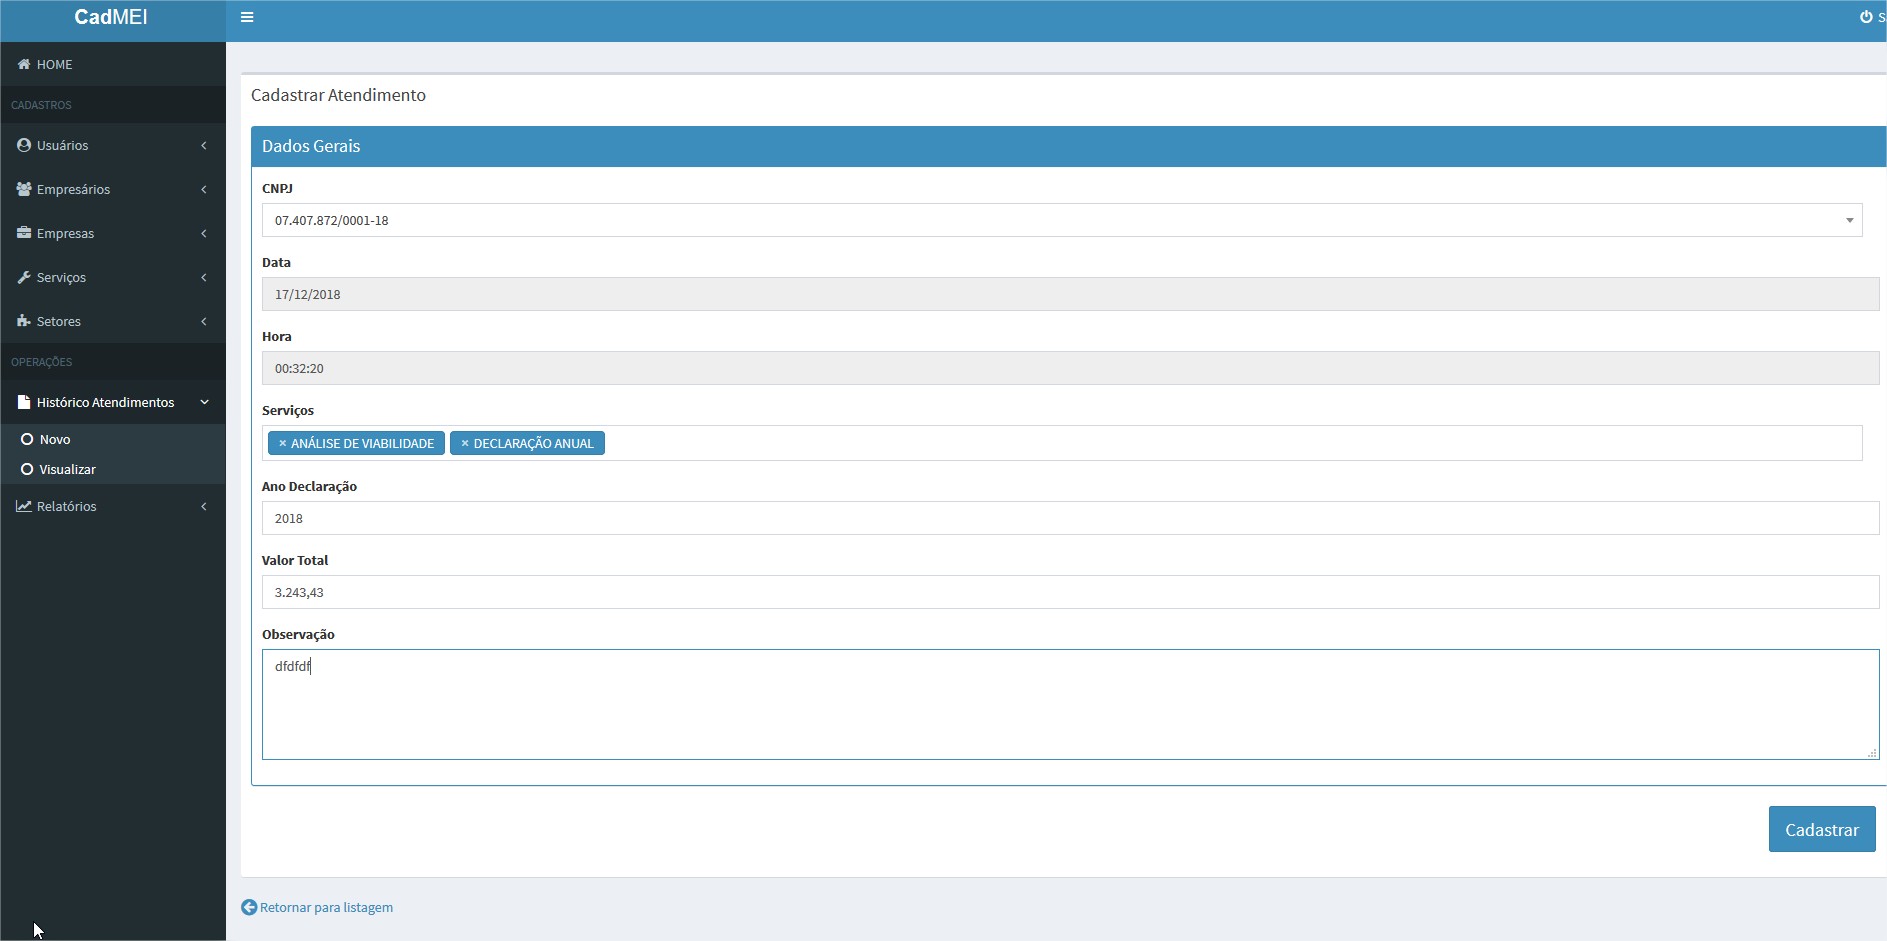 CadMEI
HOME
CADASTROS
Usuários
Empresários
Empresas
Serviços
Setores
OPERAÇÕES
Histórico Atendimentos
Novo
Visualizar
Relatórios
Cadastrar Atendimento
Dados Gerais
CNPJ
07.407.872/0001-18
Data
17/12/2018
Hora
00:32:20
Serviços
× ANÁLISE DE VIABILIDADE × DECLARAÇÃO ANUAL
Ano Declaração
2018
Valor Total
3.243,43
Observação
dfdfdf
Cadastrar
Retornar para listagem